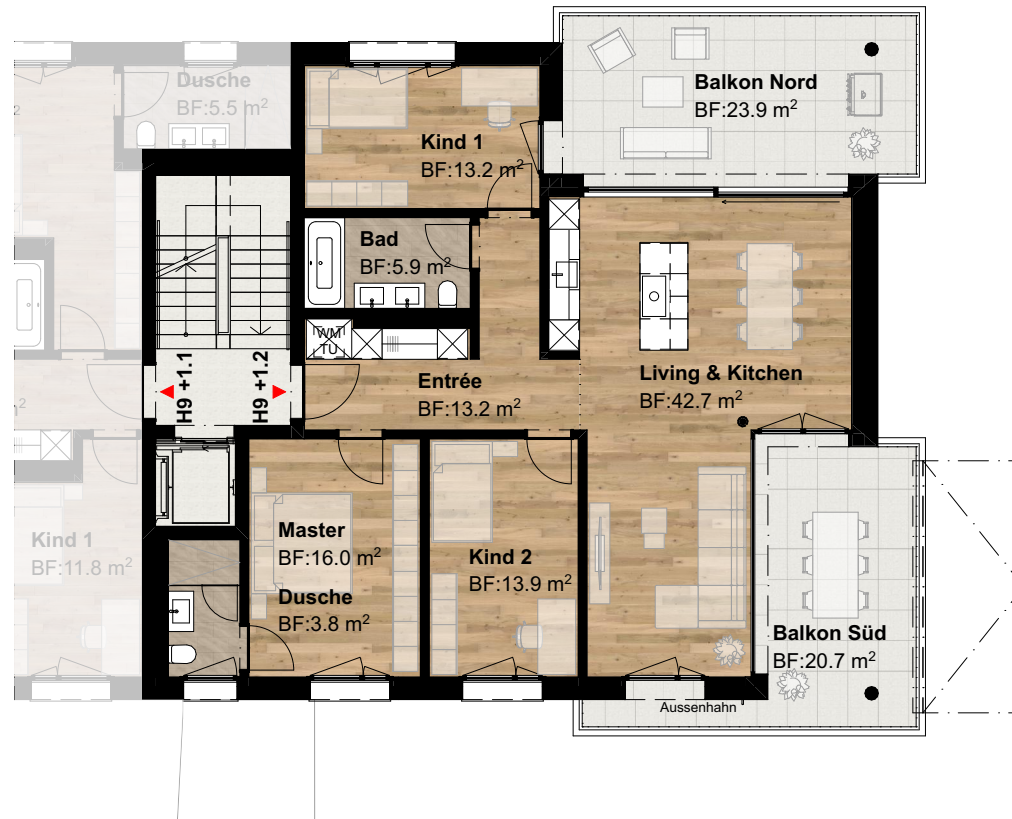 Dusche
BF:5.5 m²
Balkon Nord
BF:23.9 m²
Kind 1
BF:13.2 m²
Bad
BF:5.9 m²
WM
TU
Entrée
BF:13.2 m²
Living & Kitchen
BF:42.7 m²
H9 +1.1
H9 +1.2
Kind 1
BF:11.8 m²
Master
BF:16.0 m²
Dusche
BF:3.8 m²
Kind 2
BF:13.9 m²
Balkon Süd
BF:20.7 m²
Aussenhahn